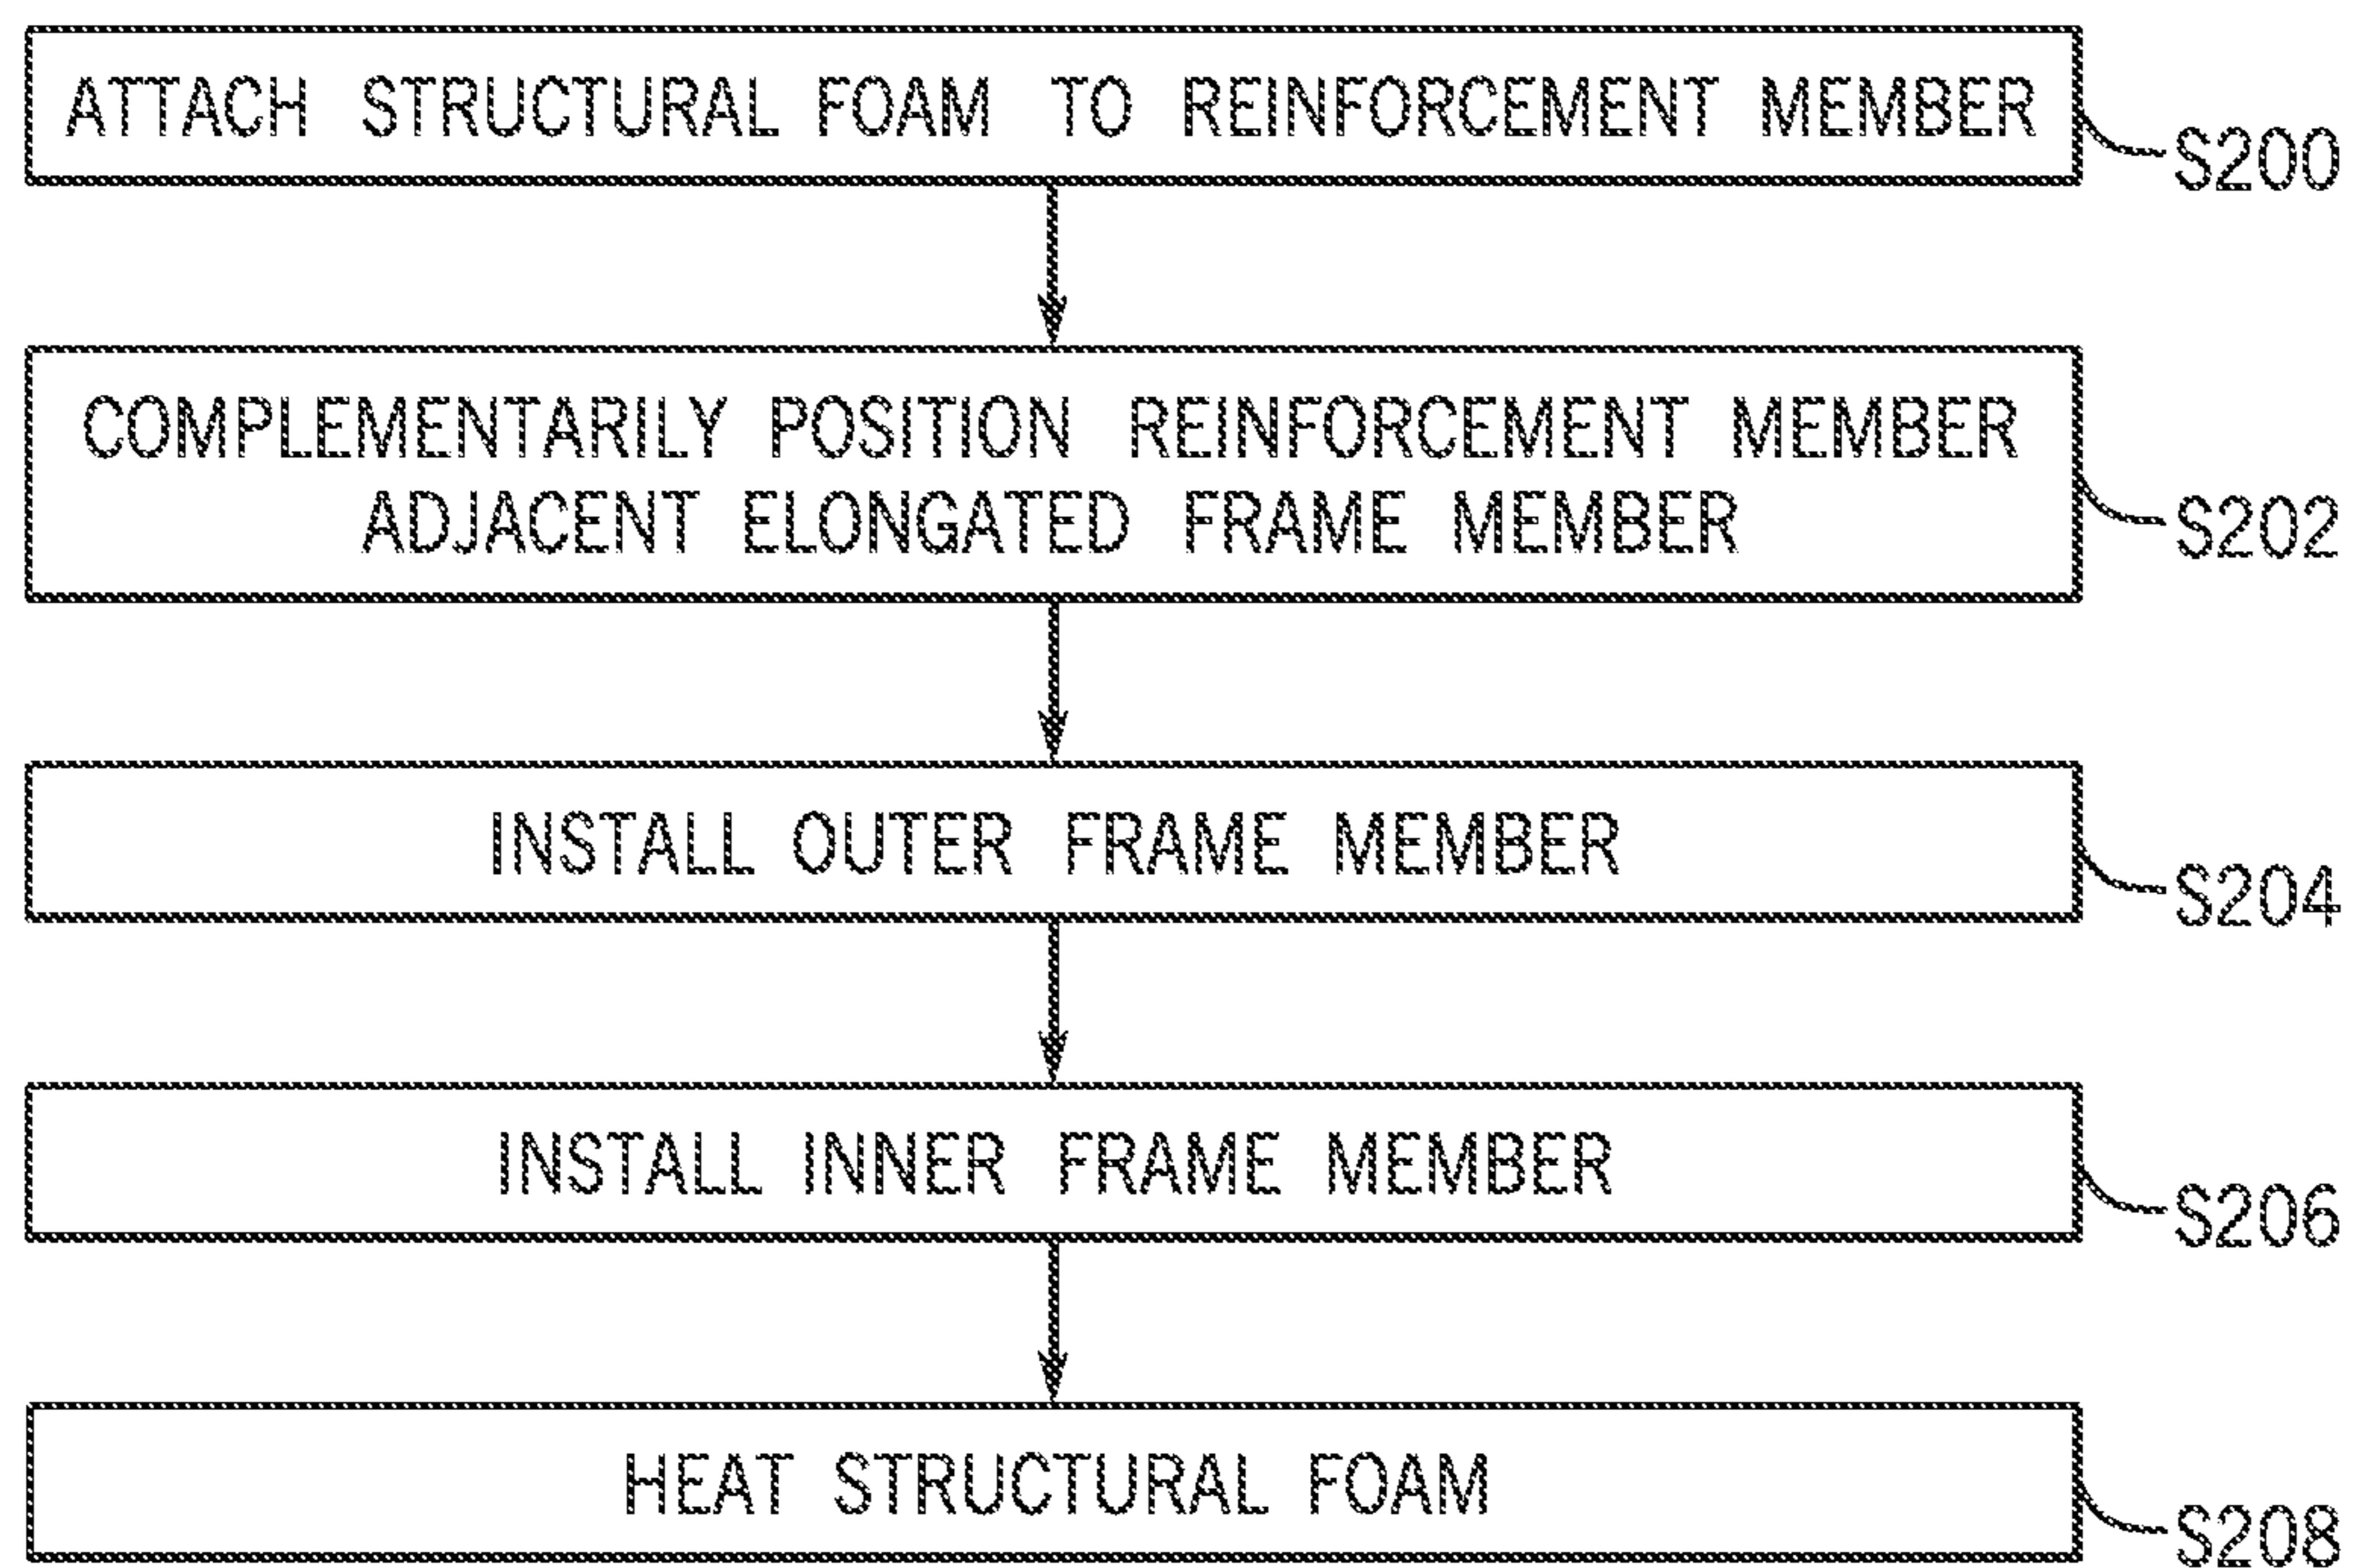 ATTACH STRUCTURAL FOAM TO REINFORCEMENT MEMBER
S200
COMPLEMENTARILY POSITION REINFORCEMENT MEMBER
ADJACENT ELONGATED FRAME MEMBER
S202
INSTALL OUTER FRAME MEMBER
S204
INSTALL INNER FRAME MEMBER
S206
HEAT STRUCTURAL FOAM
S208